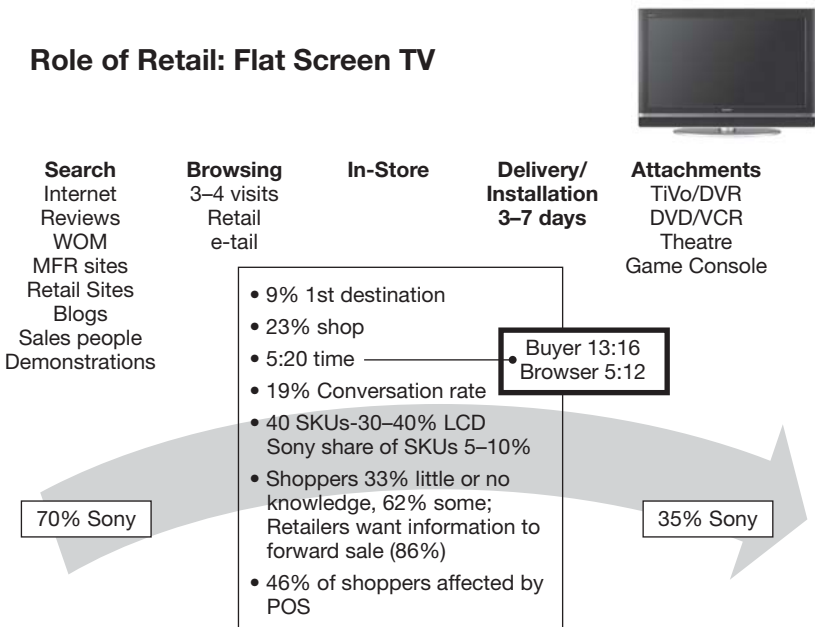 Role of Retail: Flat Screen TV
Search
Internet
Reviews
WOM
MFR sites
Retail Sites
Blogs
Sales people
Demonstrations
Browsing
3–4 visits
Retail
e-tail
In-Store
Delivery/
Installation
3–7 days
Attachments
TiVo/DVR
DVD/VCR
Theatre
Game Console
• 9% 1st destination
• 23% shop
• 5:20 time
• 19% Conversation rate
• 40 SKUs-30–40% LCD
Sony share of SKUs 5–10%
• Shoppers 33% little or no
knowledge, 62% some;
Retailers want information to
forward sale (86%)
• 46% of shoppers affected by
POS
Buyer 13:16
Browser 5:12
70% Sony
35% Sony